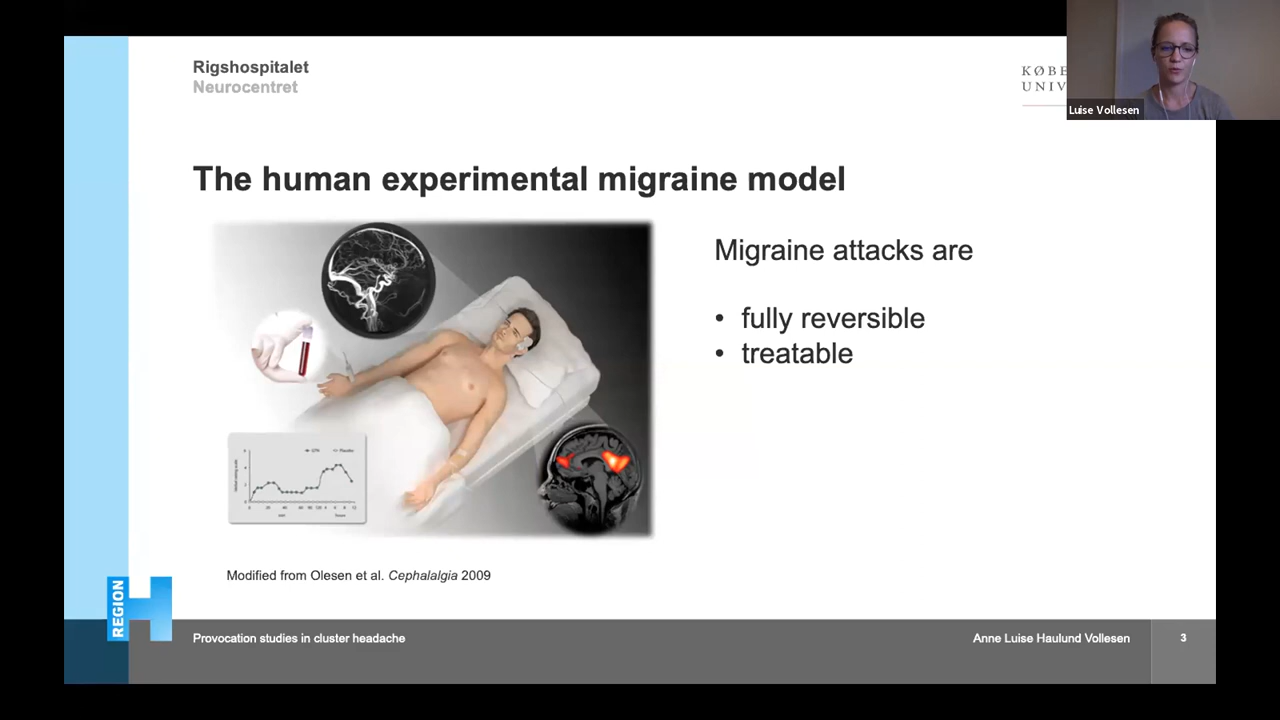 Rigshospitalet
Neurocentret
KØBE
UNIV
Luise Vollesen
The human experimental migraine model
Migraine attacks are
• fully reversible
• treatable
Placebo
Modified from Olesen et al. Cephalalgia 2009
REGION H
Provocation studies in cluster headache
Anne Luise Haulund Vollesen
3